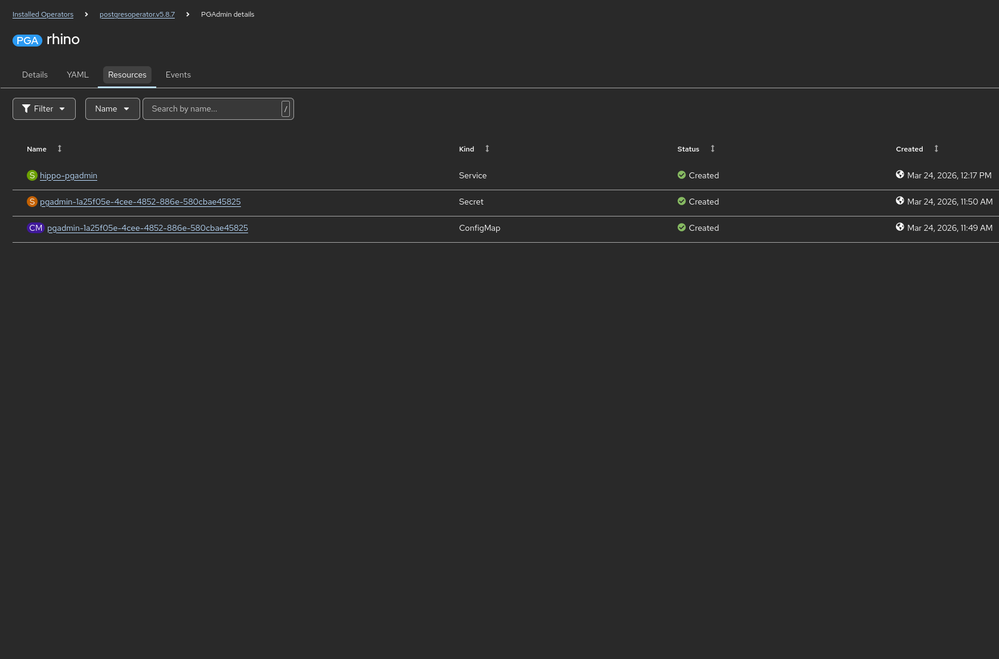 Installed Operators > postgresoperator.v5.8.7 > PGAdmin details
PGA rhino
Details YAML Resources Events
Filter Name Search by name... /
Name Kind Status Created
S hippo-pgadmin Service Created Mar 24, 2026, 12:17 PM
S pgadmin-1a25f05e-4cee-4852-886e-580cbae45825 Secret Created Mar 24, 2026, 11:50 AM
CM pgadmin-1a25f05e-4cee-4852-886e-580cbae45825 ConfigMap Created Mar 24, 2026, 11:49 AM